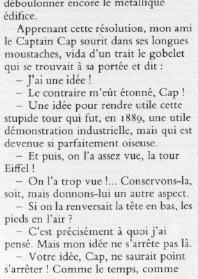 déboulonner encore le métallique
édifice.
Apprenant cette résolution, mon ami
le Captain Cap sourit dans ses longues
moustaches, vida d'un trait le gobelet
qui se trouvait à sa portée et dit :
– J'ai une idée !
– Le contraire m'eût étonné, Cap !
– Une idée pour rendre utile cette
stupide tour qui fut, en 1889, une utile
démonstration industrielle, mais qui est
devenue si parfaitement oiseuse.
– Et puis, on l'a assez vue, la tour
Eiffel !
– On l'a trop vue !... Conservons-la,
soit, mais donnons-lui un autre aspect.
– Si on la renversait la tête en bas, les
pieds en l'air ?
– C'est précisément à quoi j'ai
pensé. Mais mon idée ne s'arrête pas là.
– Votre idée, Cap, ne saurait point
s'arrêter ! Comme le temps, comme